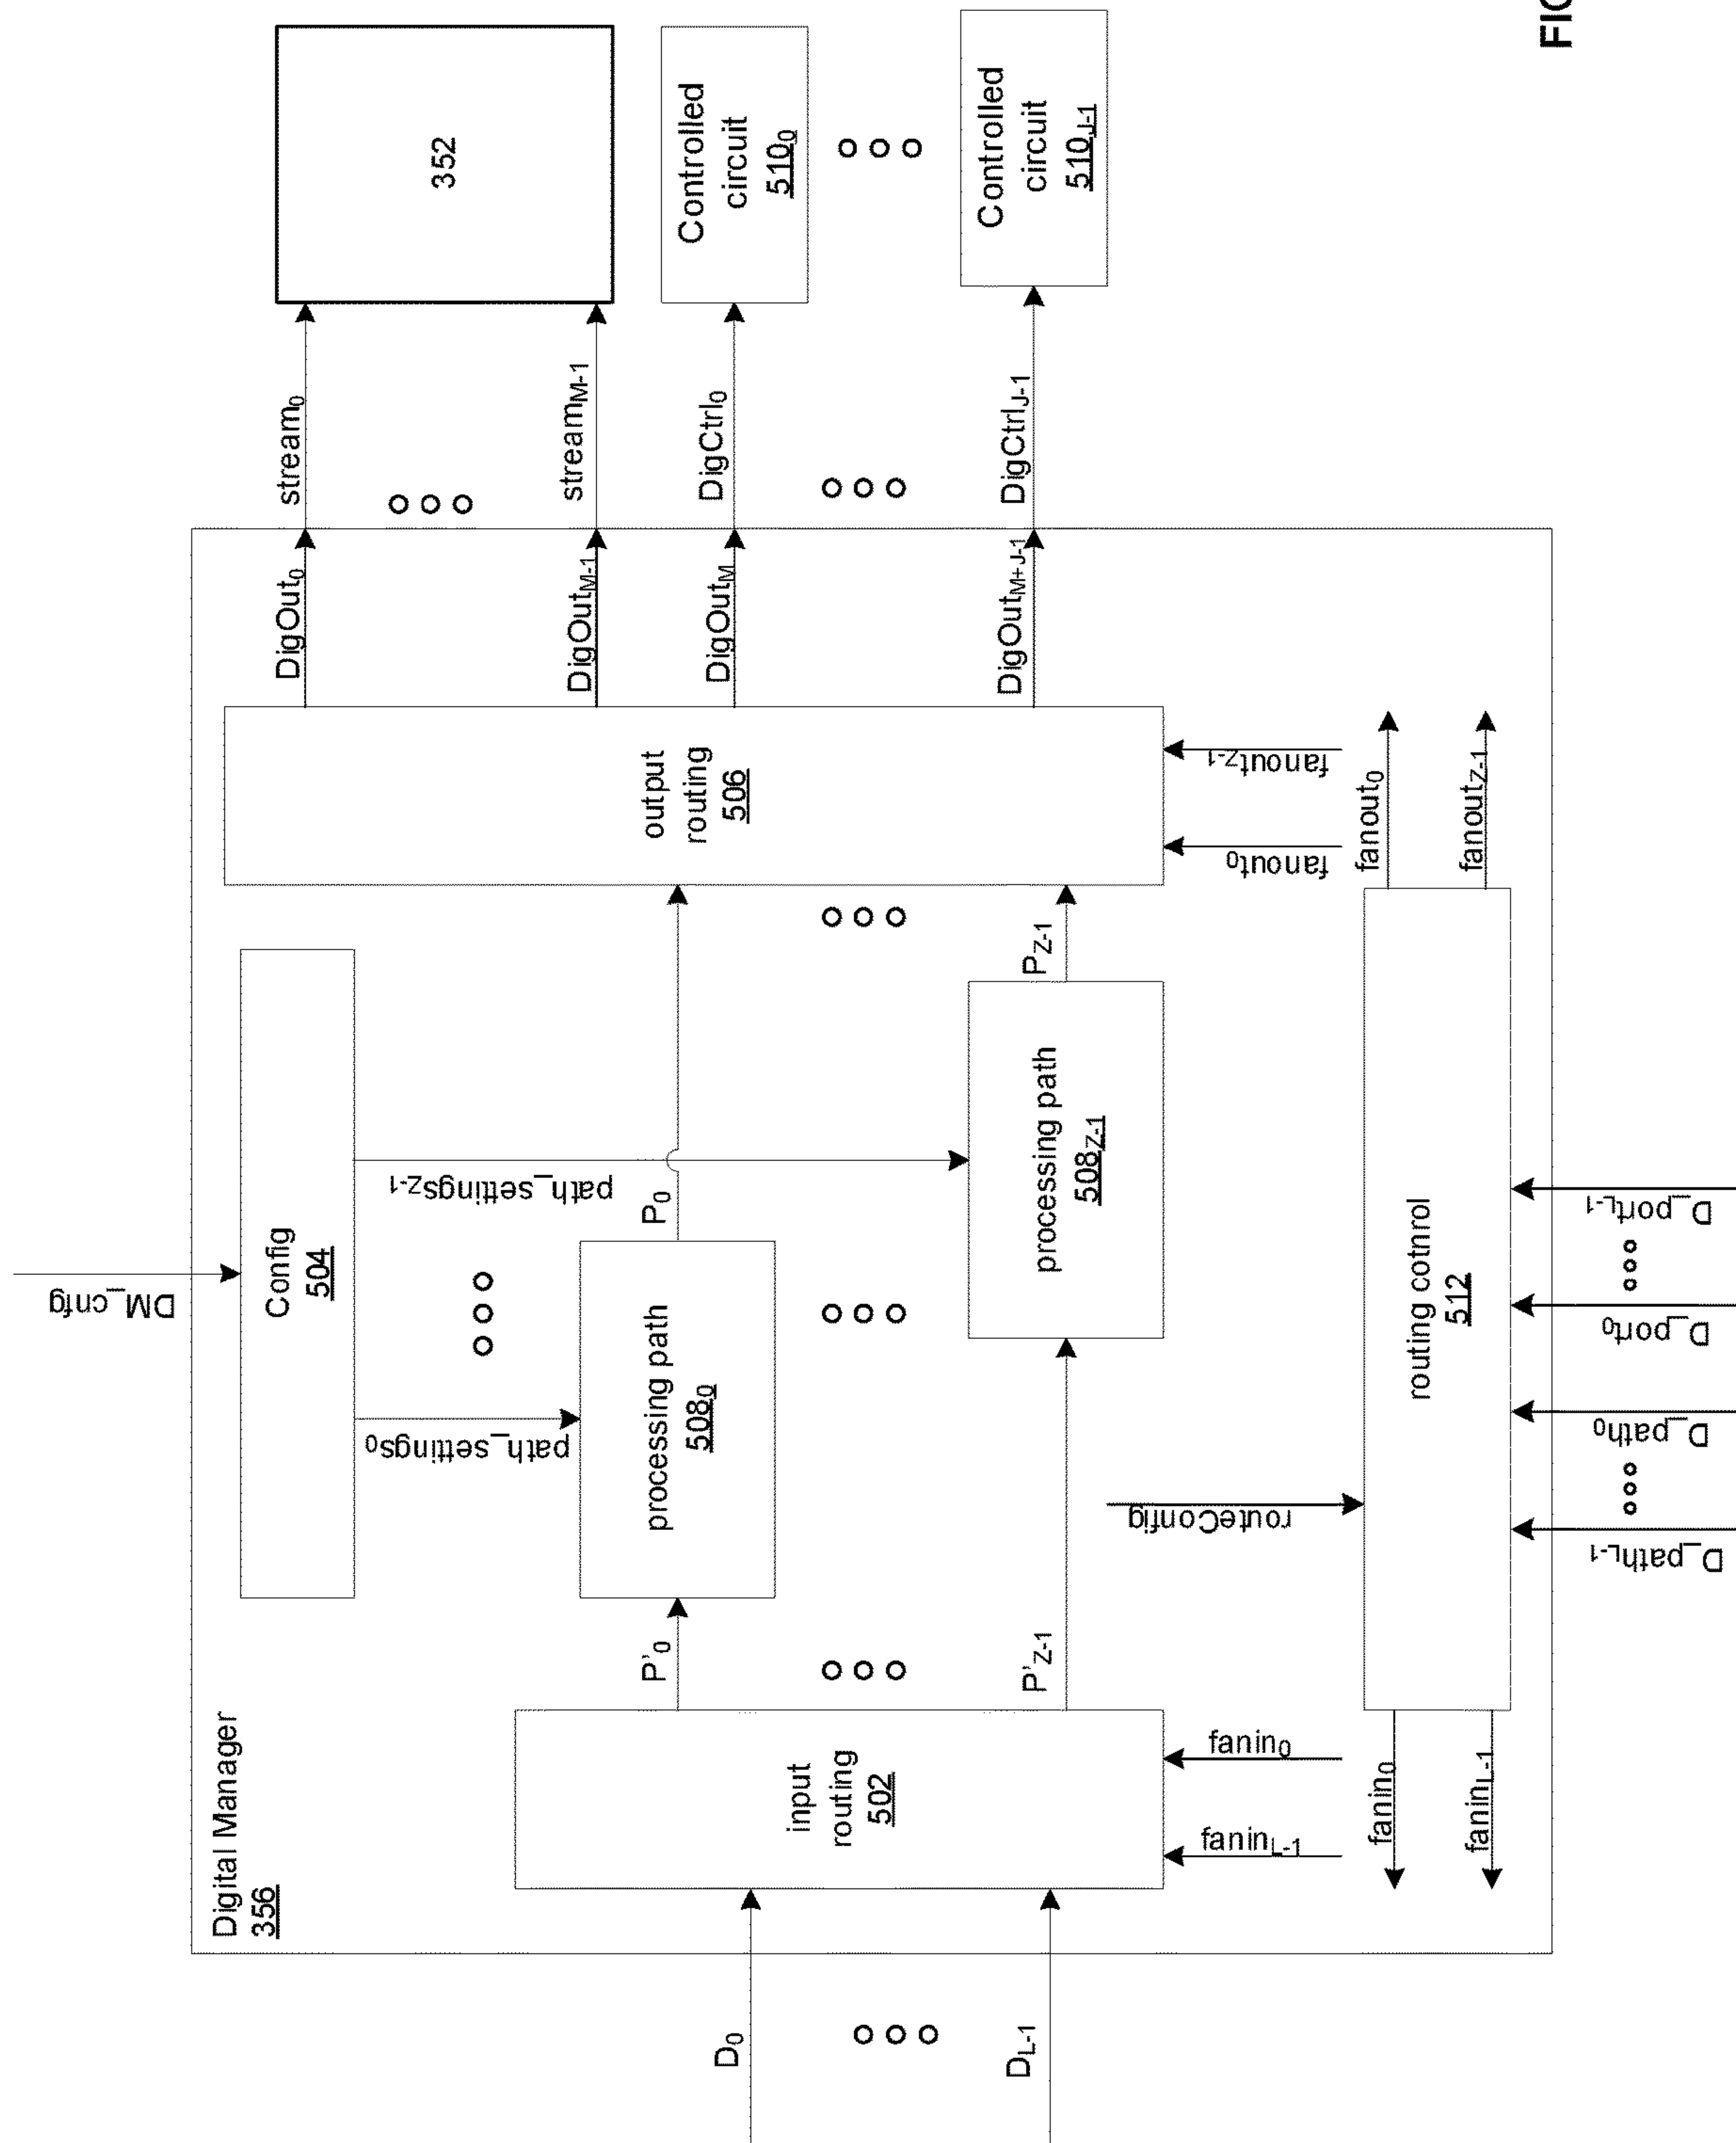 Digital Manager
356
D0
DL-1
input
routing
502
fanin0
faninL-1
P'0
P'Z-1
DM_cnfg
Config
504
path_settings0
path_settingsZ-1
processing path
5080
processing path
508Z-1
P0
PZ-1
routeConfig
routing cotnrol
512
fanin0
faninL-1
fanout0
fanoutZ-1
D_pathL-1
D_path0
D_port0
D_portL-1
output
routing
506
fanout0
fanoutZ-1
DigOut0
DigOutM-1
DigOutM
DigOutM+J-1
stream0
streamM-1
DigCtrl0
DigCtrlJ-1
352
Controlled
circuit
5100
Controlled
circuit
510J-1